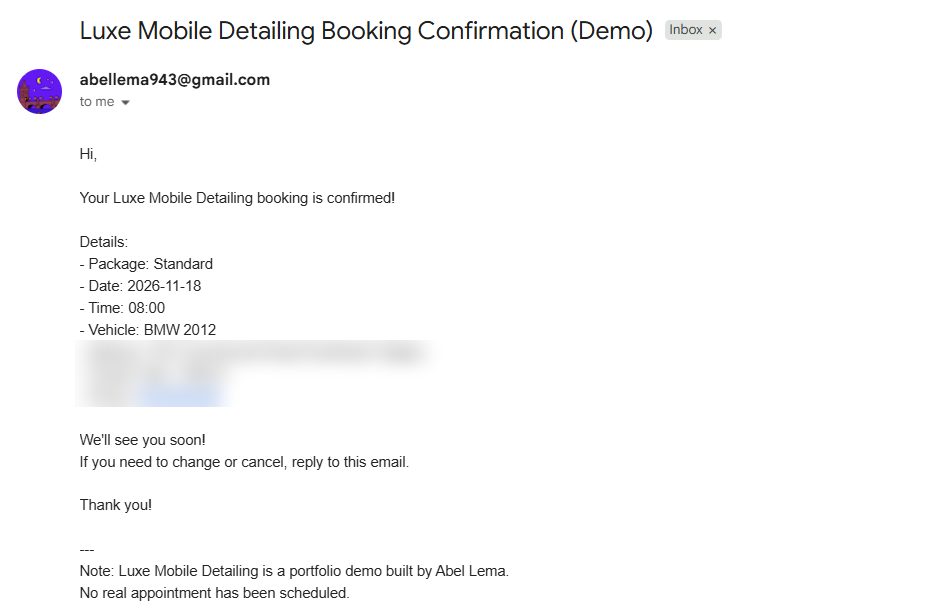 Luxe Mobile Detailing Booking Confirmation (Demo) Inbox ×
abellema943@gmail.com
to me
Hi,
Your Luxe Mobile Detailing booking is confirmed!
Details:
- Package: Standard
- Date: 2026-11-18
- Time: 08:00
- Vehicle: BMW 2012
We'll see you soon!
If you need to change or cancel, reply to this email.
Thank you!
---
Note: Luxe Mobile Detailing is a portfolio demo built by Abel Lema.
No real appointment has been scheduled.